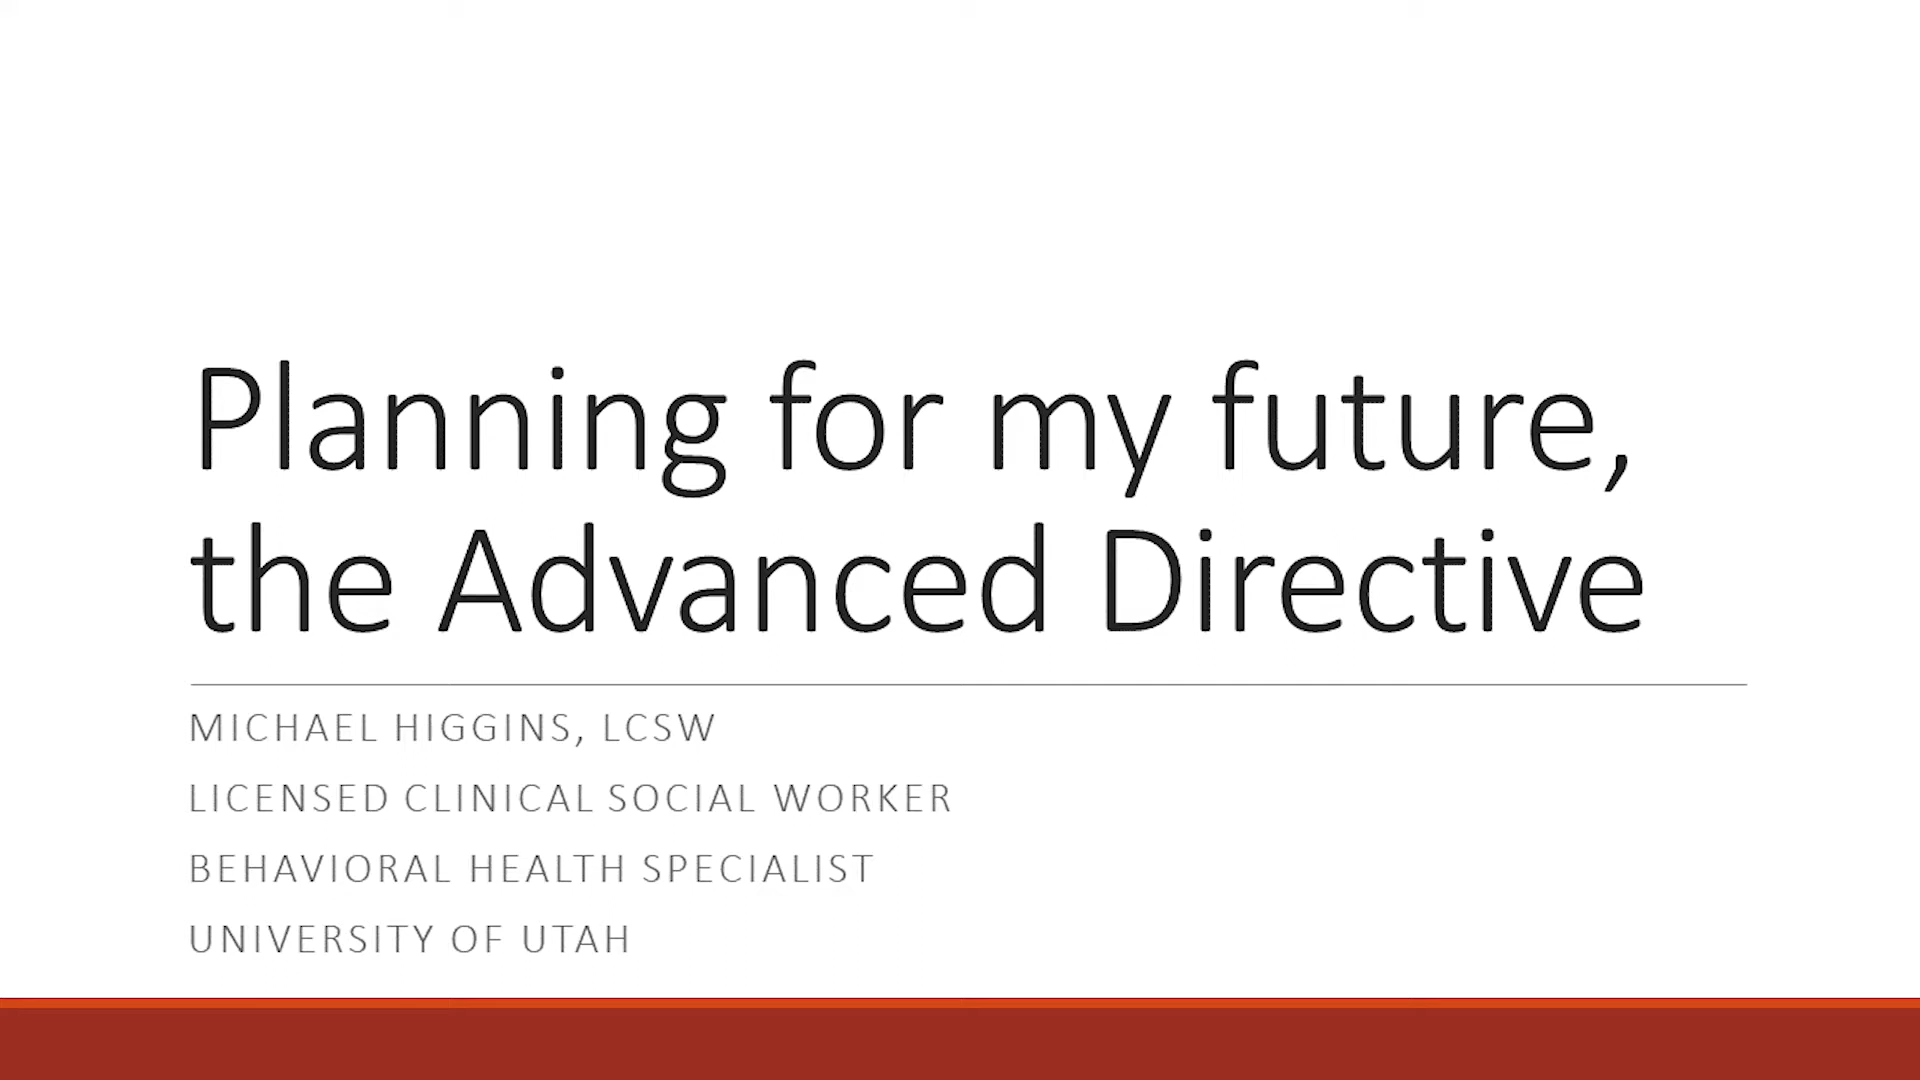 Planning for my future,
the Advanced Directive
MICHAEL HIGGINS, LCSW
LICENSED CLINICAL SOCIAL WORKER
BEHAVIORAL HEALTH SPECIALIST
UNIVERSITY OF UTAH